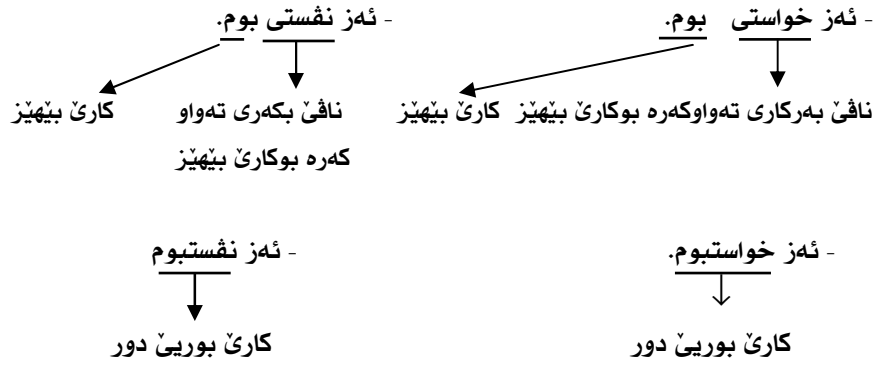 - ئەز خواستی بوم.
- ئەز نڤستی بوم.
ناڤێ بەرکاری تەواوکەرە بوکارێ بێهێز کارێ بێهێز
ناڤێ بکەری تەواو کارێ بێهێز
کەرە بوکارێ بێهێز
- ئەز خواستبوم.
- ئەز نڤستبوم
کارێ بوریێ دور
کارێ بوریێ دور